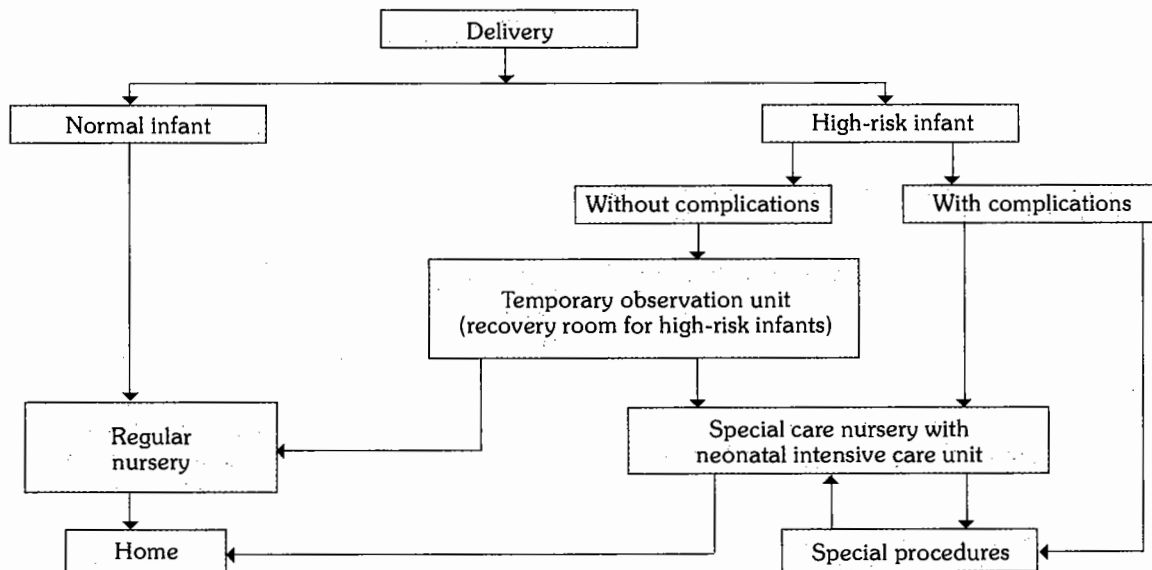 Delivery
Normal infant
High-risk infant
Without complications
With complications
Temporary observation unit
(recovery room for high-risk infants)
Regular
nursery
Special care nursery with
neonatal intensive care unit
Home
Special procedures